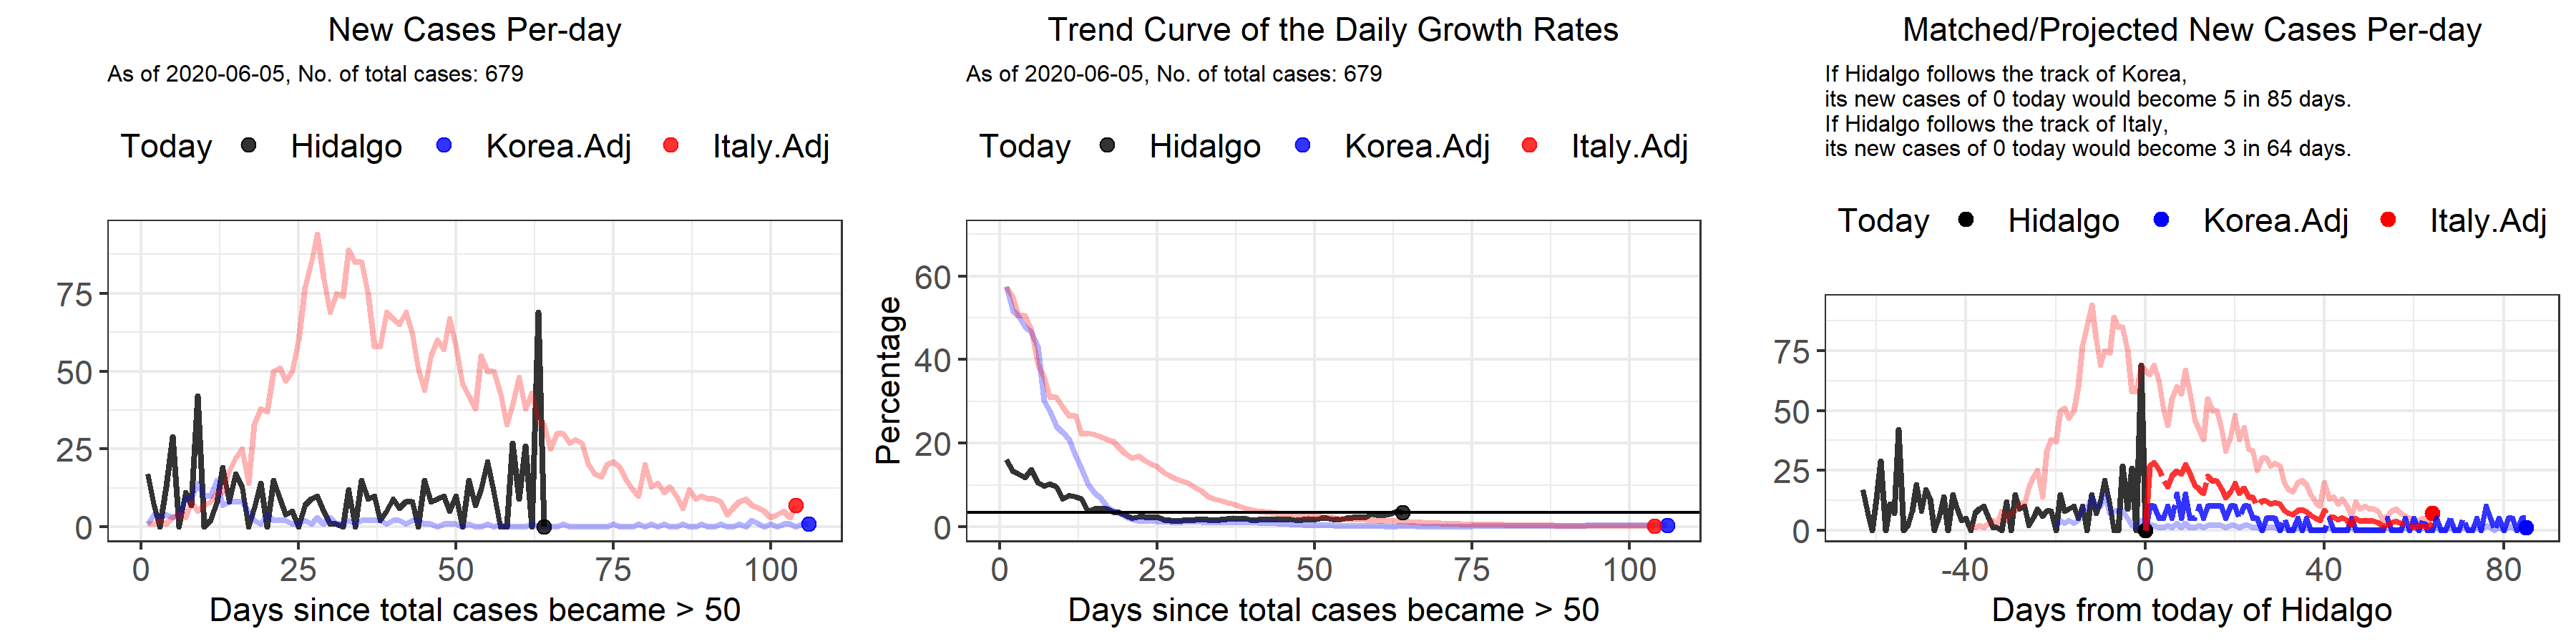 New Cases Per-day
As of 2020-06-05, No. of total cases: 679
Today Hidalgo Korea.Adj Italy.Adj
75
50
25
0
0 25 50 75 100
Days since total cases became > 50
Trend Curve of the Daily Growth Rates
As of 2020-06-05, No. of total cases: 679
Today Hidalgo Korea.Adj Italy.Adj
Percentage
60
40
20
0
0 25 50 75 100
Days since total cases became > 50
Matched/Projected New Cases Per-day
If Hidalgo follows the track of Korea,
its new cases of 0 today would become 5 in 85 days.
If Hidalgo follows the track of Italy,
its new cases of 0 today would become 3 in 64 days.
Today Hidalgo Korea.Adj Italy.Adj
75
50
25
0
-40 0 40 80
Days from today of Hidalgo